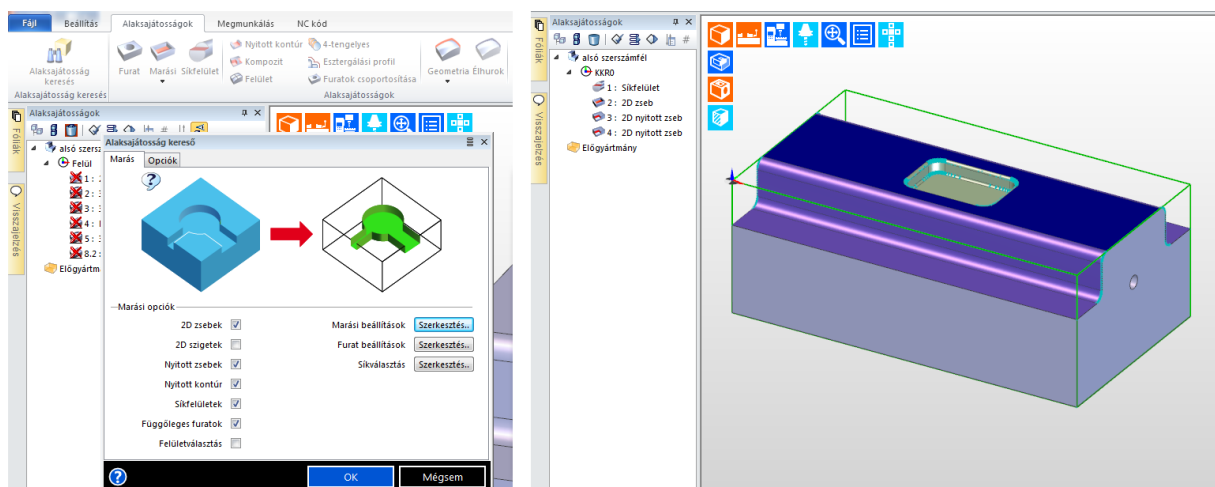 Fájl Beállítás Alaksajátosságok Megmunkálás NC kód
Alaksajátosság keresés
Furat Marási Síkfelület
Nyitott kontúr
Kompozit
Felület
4-tengelyes
Esztergálási profil
Furatok csoportosítása
Geometria Élhurok
Alaksajátosság keresés Alaksajátosságok
Alaksajátosságok
Fóliák
Visszajelzés
alsó szersz
Felül
1 :
2 :
3 :
4 :
5 :
8.2 :
Előgyártm
Alaksajátosság kereső
Marás Opciók
Marási opciók
2D zsebek
2D szigetek
Nyitott zsebek
Nyitott kontúr
Síkfelületek
Függőleges furatok
Felületválasztás
Marási beállítások Szerkesztés..
Furat beállítások Szerkesztés..
Síkválasztás Szerkesztés..
OK Mégsem
Alaksajátosságok
Fóliák
Visszajelzés
alsó szerszámfél
KKR0
1 : Síkfelület
2 : 2D zseb
3 : 2D nyitott zseb
4 : 2D nyitott zseb
Előgyártmány